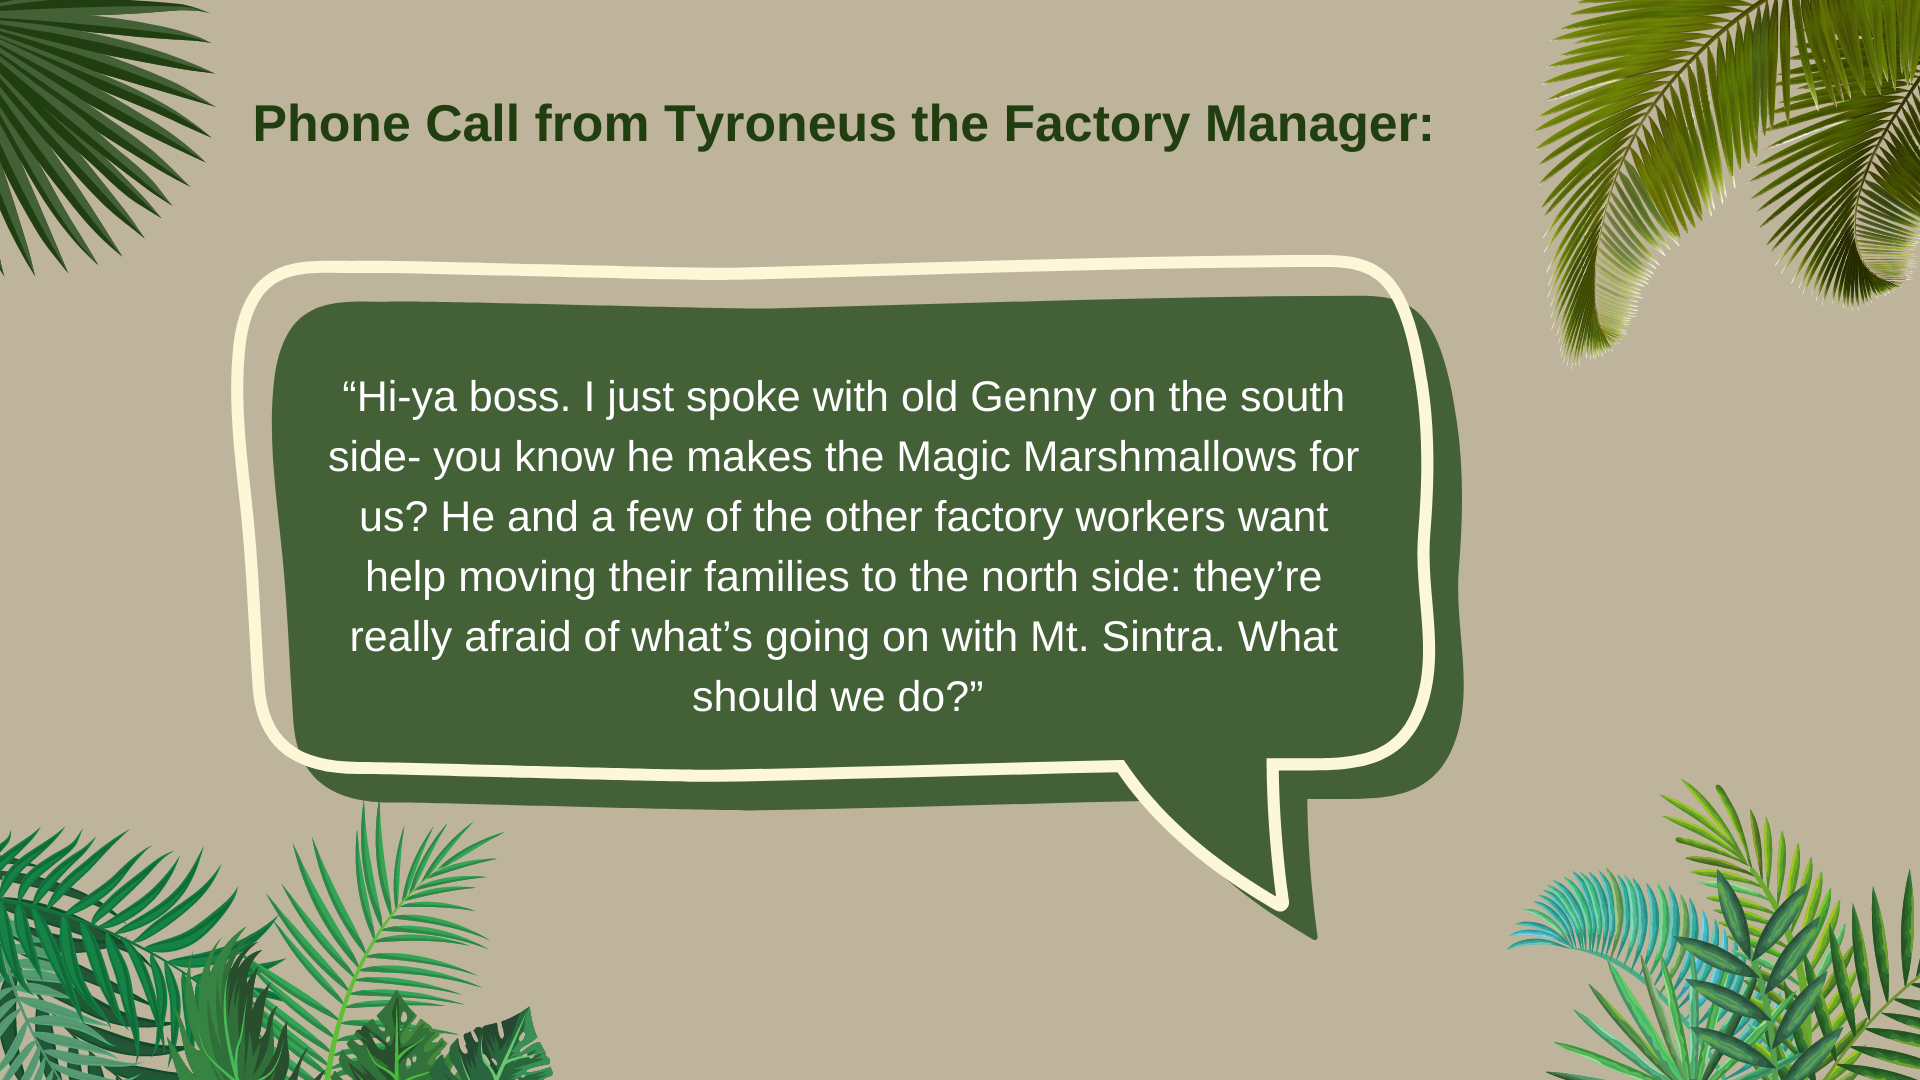 Phone Call from Tyroneus the Factory Manager:
“Hi-ya boss. I just spoke with old Genny on the south
side- you know he makes the Magic Marshmallows for
us? He and a few of the other factory workers want
help moving their families to the north side: they’re
really afraid of what’s going on with Mt. Sintra. What
should we do?”